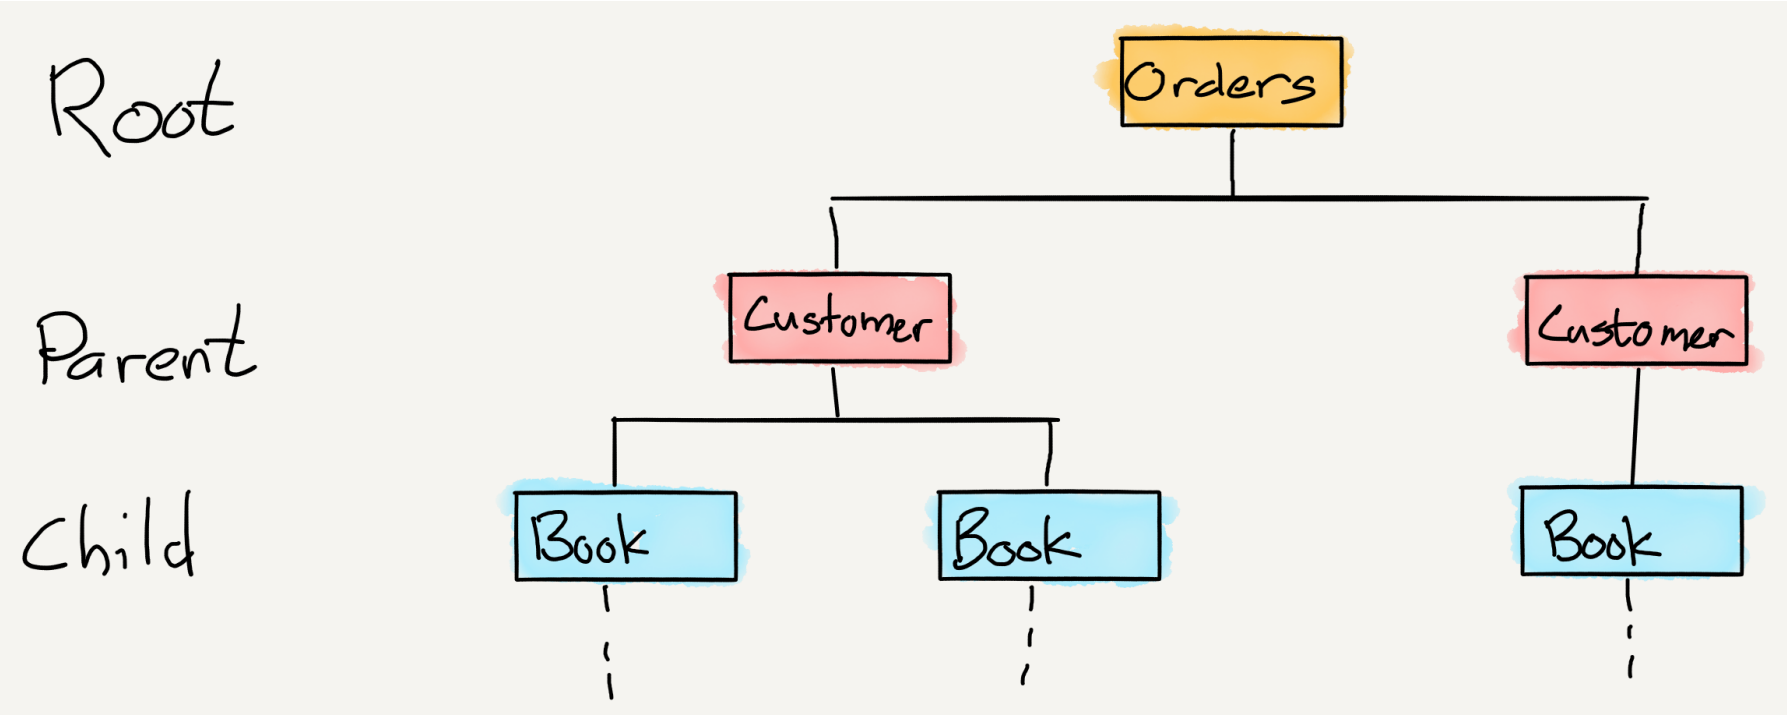 Root
Orders
Parent
Customer
Customer
Child
Book
Book
Book